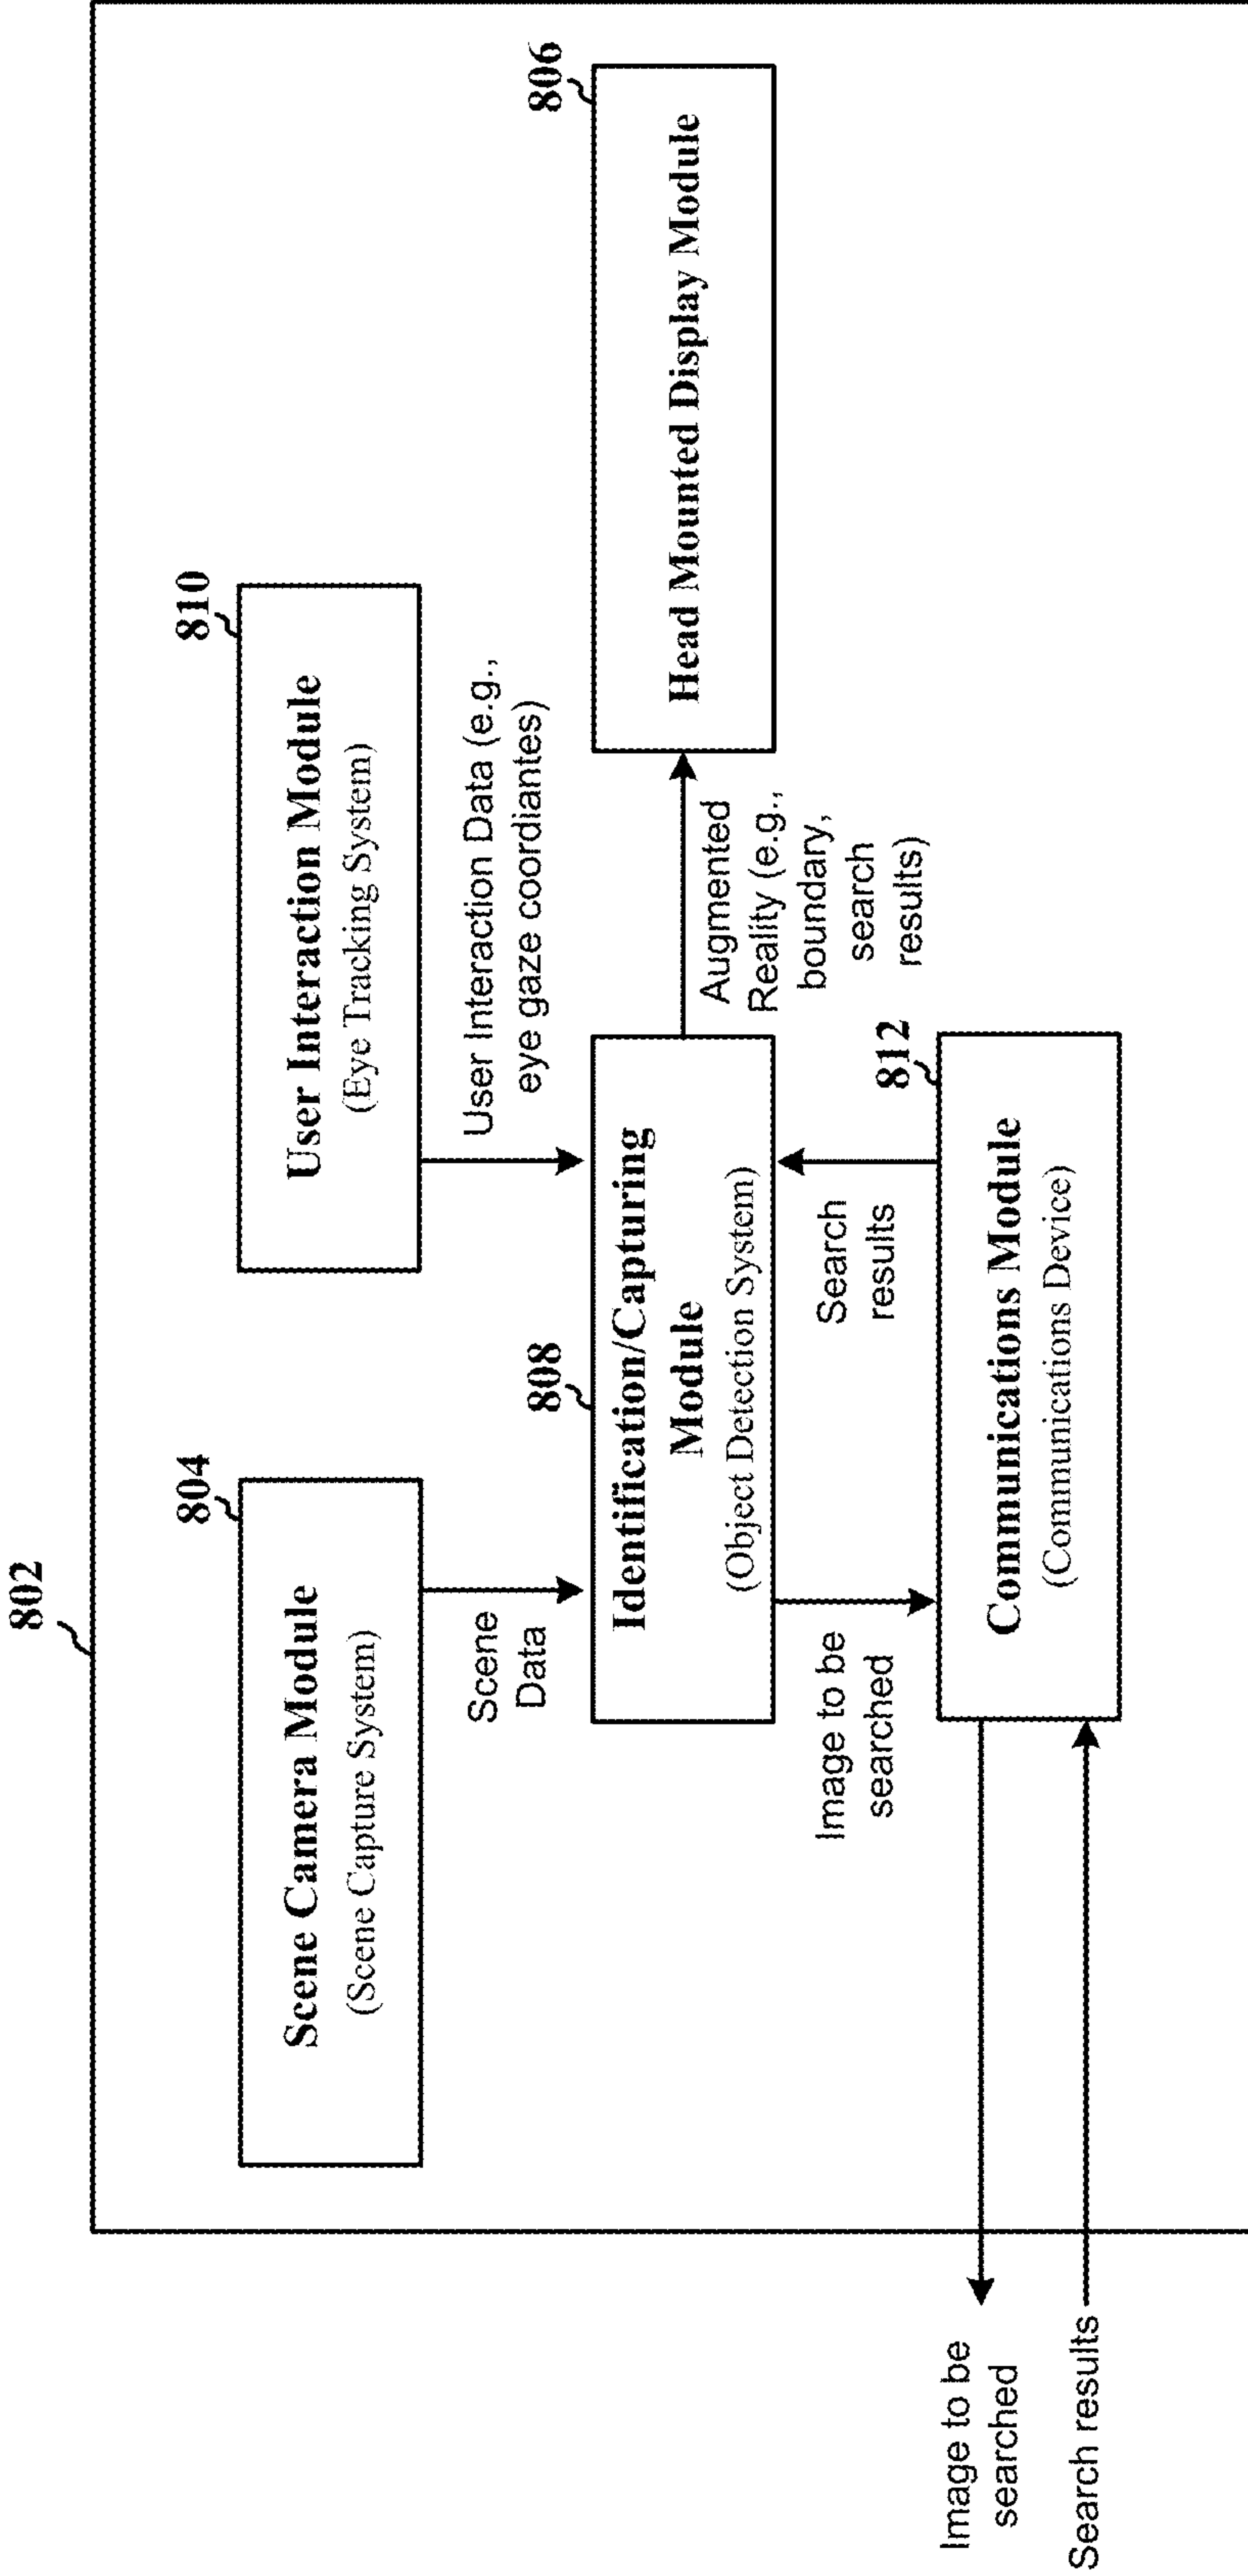 802
804
Scene Camera Module
(Scene Capture System)
810
User Interaction Module
(Eye Tracking System)
Scene
Data
User Interaction Data (e.g.,
eye gaze coordiantes)
808
Identification/Capturing
Module
(Object Detection System)
Augmented
Reality (e.g.,
boundary,
search
results)
806
Head Mounted Display Module
Image to be
searched
Search
results
812
Communications Module
(Communications Device)
Image to be
searched
Search results